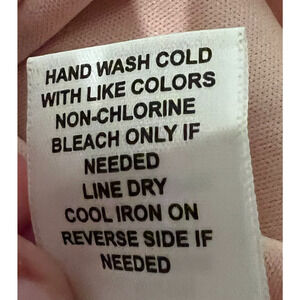 HAND WASH COLD
WITH LIKE COLORS
NON-CHLORINE
BLEACH ONLY IF
NEEDED
LINE DRY
COOL IRON ON
REVERSE SIDE IF
NEEDED